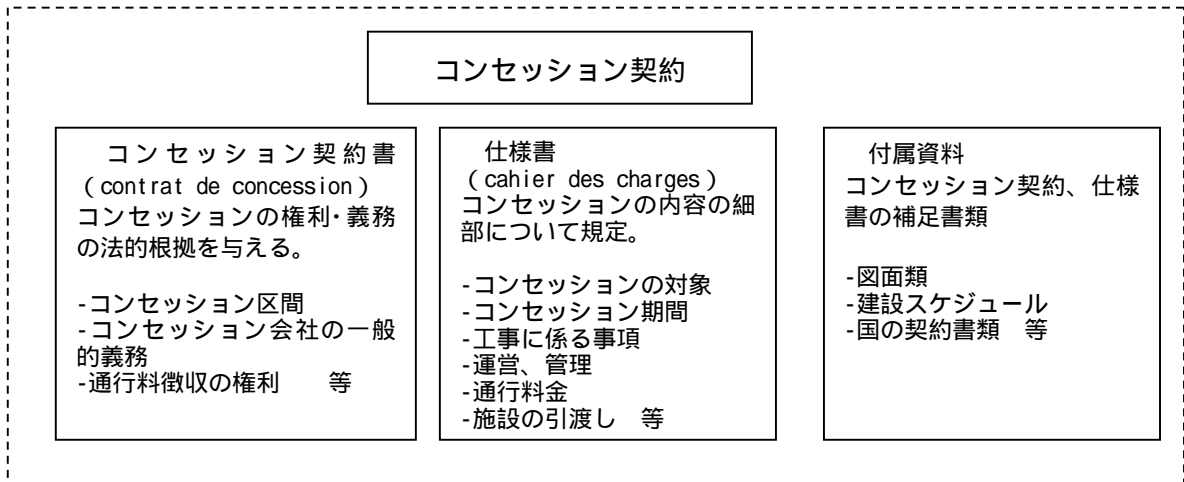 コンセッション契約
コンセッション契約書
（contrat de concession）
コンセッションの権利・義務
の法的根拠を与える。
-コンセッション区間
-コンセッション会社の一般
的義務
-通行料徴収の権利　　等
仕様書
（cahier des charges）
コンセッションの内容の細
部について規定。
-コンセッションの対象
-コンセッション期間
-工事に係る事項
-運営、管理
-通行料金
-施設の引渡し　等
付属資料
コンセッション契約、仕様
書の補足書類
-図面類
-建設スケジュール
-国の契約書類　等